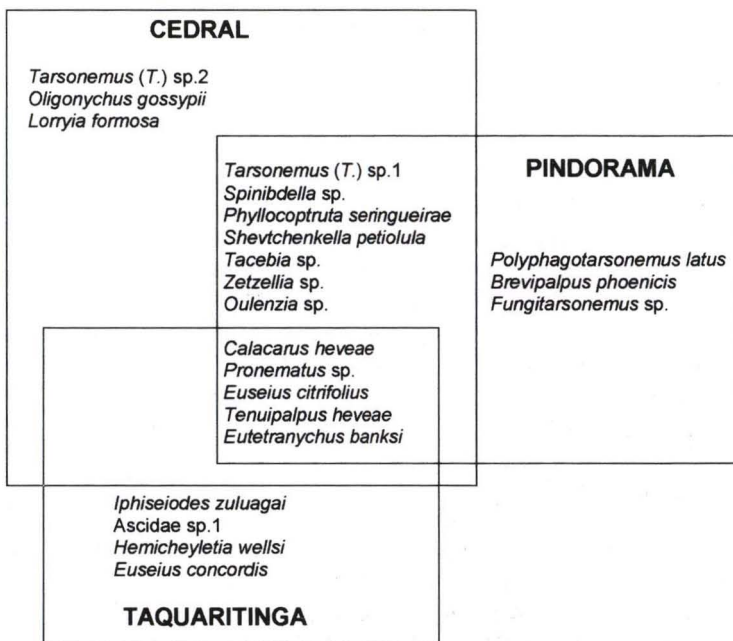 CEDRAL
Tarsonemus (T.) sp.2
Oligonychus gossypii
Lorryia formosa
Tarsonemus (T.) sp.1
Spinibdella sp.
Phyllocoptruta seringueirae
Shevtchenkella petiolula
Tacebia sp.
Zetzellia sp.
Oulenzia sp.
PINDORAMA
Polyphagotarsonemus latus
Brevipalpus phoenicis
Fungitarsonemus sp.
Calacarus heveae
Pronematus sp.
Euseius citrifolius
Tenuipalpus heveae
Eutetranychus banksi
Iphiseiodes zuluagai
Ascidae sp.1
Hemicheyletia wellsi
Euseius concordis
TAQUARITINGA